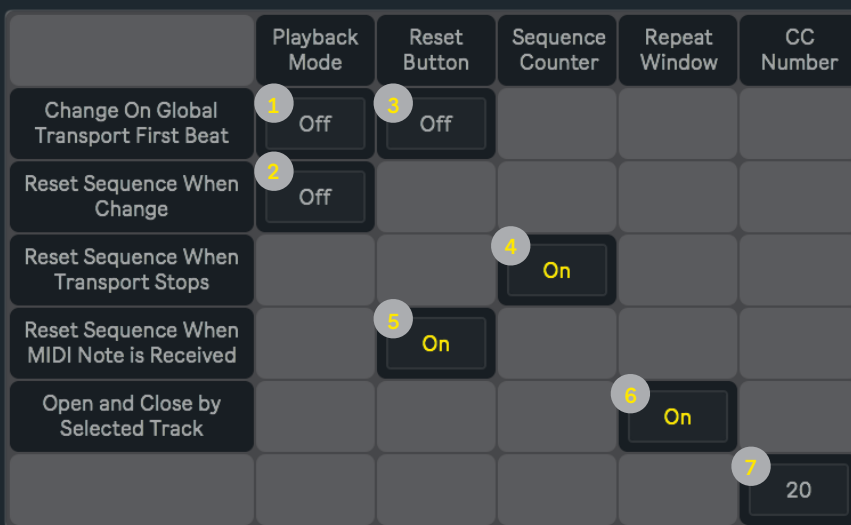 Playback
Mode
Reset
Button
Sequence
Counter
Repeat
Window
CC
Number
Change On Global
Transport First Beat
1
Off
3
Off
Reset Sequence When
Change
2
Off
Reset Sequence When
Transport Stops
4
On
Reset Sequence When
MIDI Note is Received
5
On
Open and Close by
Selected Track
6
On
7
20